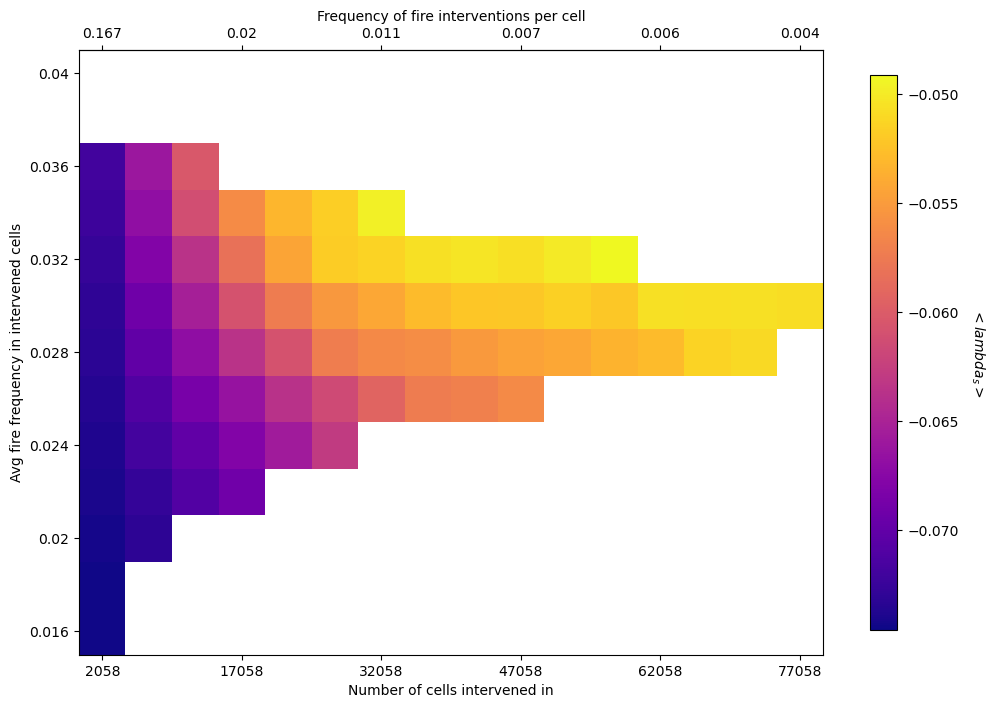 Frequency of fire interventions per cell
0.167 0.02 0.011 0.007 0.006 0.004
0.04
0.036
0.032
0.028
0.024
0.02
0.016
Avg fire frequency in intervened cells
2058 17058 32058 47058 62058 77058
Number of cells intervened in
−0.050
−0.055
−0.060
−0.065
−0.070
< lambda_s >